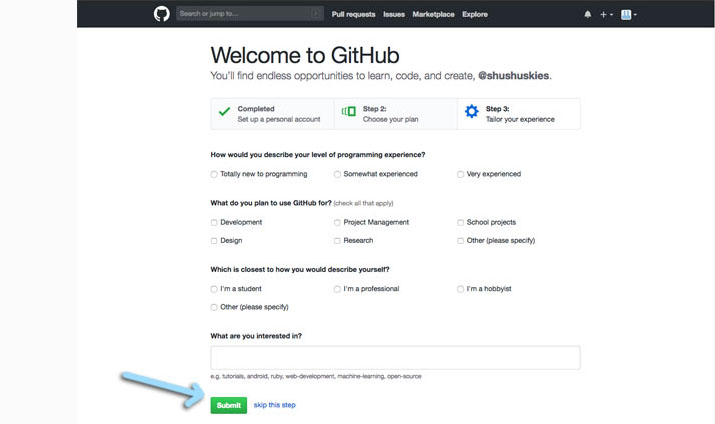 Search or jump to... /
Pull requests Issues Marketplace Explore
Welcome to GitHub
You'll find endless opportunities to learn, code, and create, @shushuskies.
Completed
Set up a personal account
Step 2:
Choose your plan
Step 3:
Tailor your experience
How would you describe your level of programming experience?
Totally new to programming Somewhat experienced Very experienced
What do you plan to use GitHub for? (check all that apply)
Development Project Management School projects
Design Research Other (please specify)
Which is closest to how you would describe yourself?
I'm a student I'm a professional I'm a hobbyist
Other (please specify)
What are you interested in?
e.g. tutorials, android, ruby, web-development, machine-learning, open-source
Submit skip this step